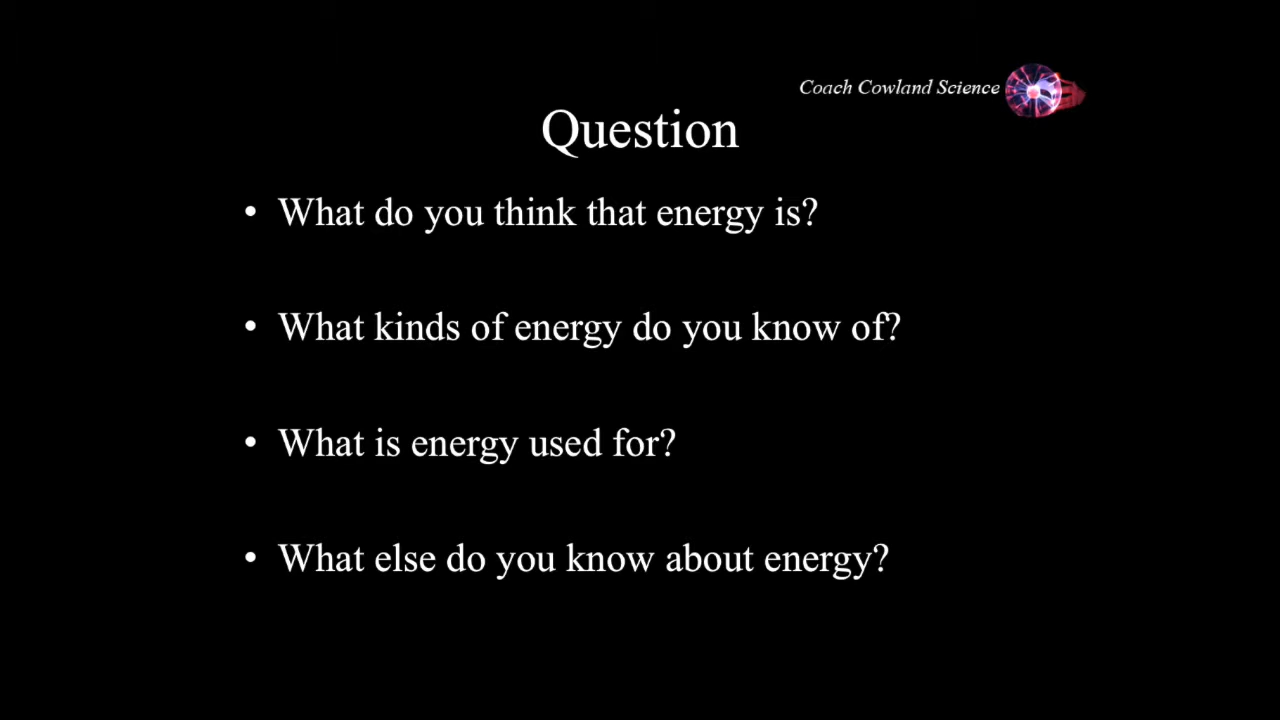 Coach Cowland Science
Question
• What do you think that energy is?
• What kinds of energy do you know of?
• What is energy used for?
• What else do you know about energy?